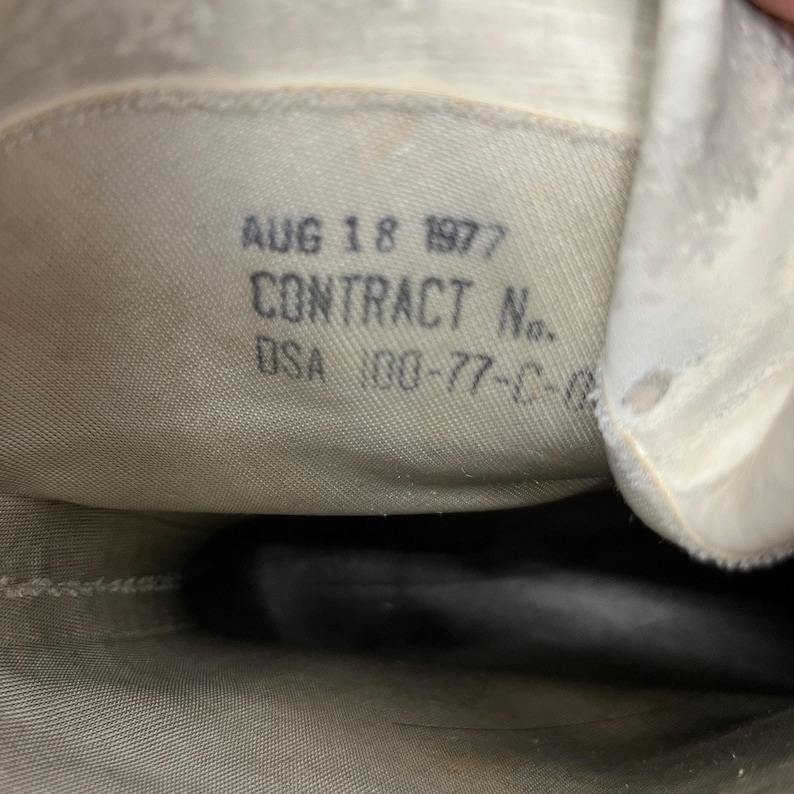 AUG 18 1977
CONTRACT No.
DSA 100-77-C-0